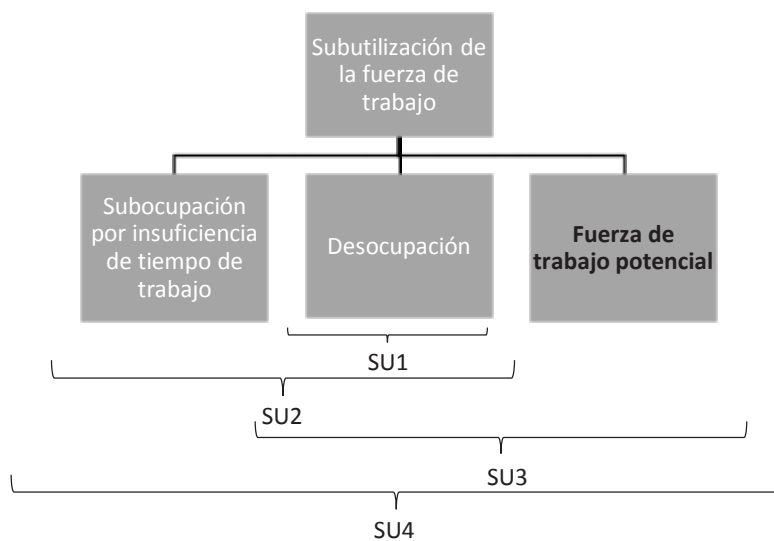 Subutilización de
la fuerza de
trabajo
Subocupación
por insuficiencia
de tiempo de
trabajo
Desocupación
Fuerza de
trabajo potencial
SU1
SU2
SU3
SU4